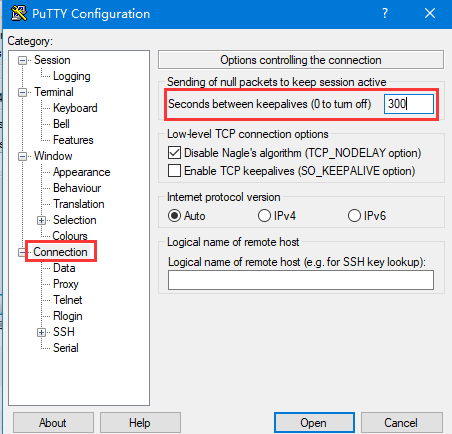 PuTTY Configuration
Category:
Session
Logging
Terminal
Keyboard
Bell
Features
Window
Appearance
Behaviour
Translation
Selection
Colours
Connection
Data
Proxy
Telnet
Rlogin
SSH
Serial
Options controlling the connection
Sending of null packets to keep session active
Seconds between keepalives (0 to turn off) 300
Low-level TCP connection options
Disable Nagle's algorithm (TCP_NODELAY option)
Enable TCP keepalives (SO_KEEPALIVE option)
Internet protocol version
Auto IPv4 IPv6
Logical name of remote host
Logical name of remote host (e.g. for SSH key lookup):
About Help Open Cancel